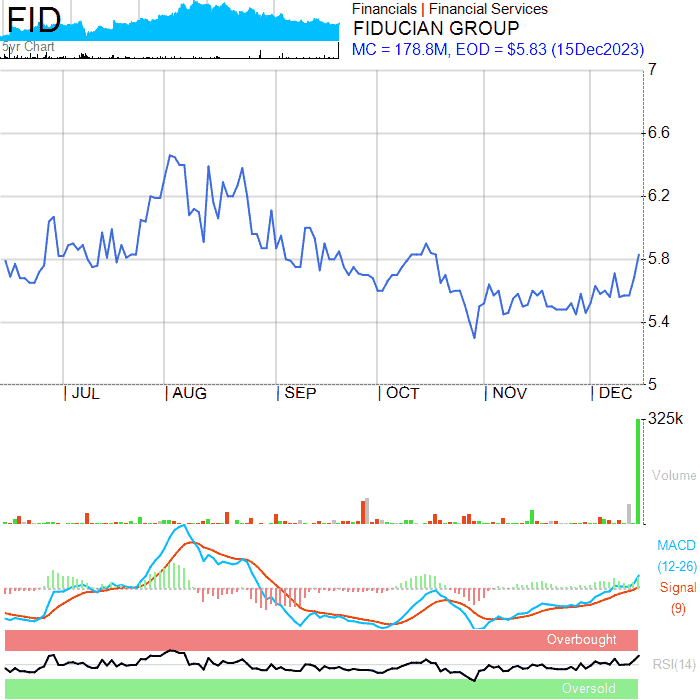 FID
5yr Chart
Financials | Financial Services
FIDUCIAN GROUP
MC = 178.8M, EOD = $5.83 (15Dec2023)
7
6.6
6.2
5.8
5.4
5
JUL AUG SEP OCT NOV DEC
325k
Volume
MACD
(12-26)
Signal
(9)
Overbought
RSI(14)
Oversold